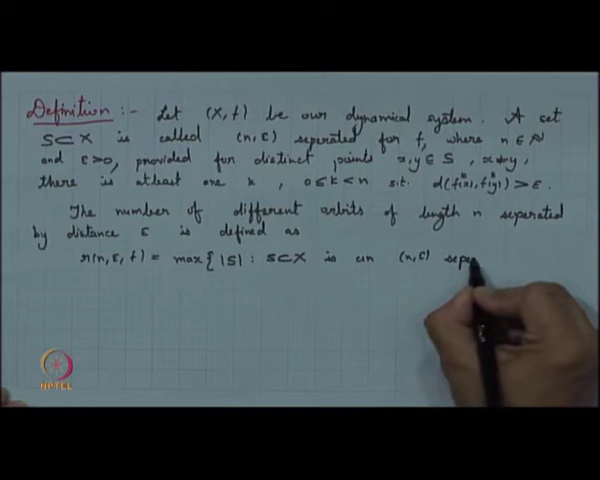 Definition :- Let (X, f) be our dynamical system. A set
S⊂X is called (n, ε) seperated for f, where n ∈ ℕ
and ε>0, provided for distinct points x, y ∈ S, x≠y,
there is atleast one k, 0≤k<n s.t. d(fᵏ(x), fᵏ(y)) > ε.
The number of different orbits of length n seperated
by distance ε is defined as
r(n, ε, f) = max{ |S| : S⊂X is an (n, ε) sepe
NPTEL